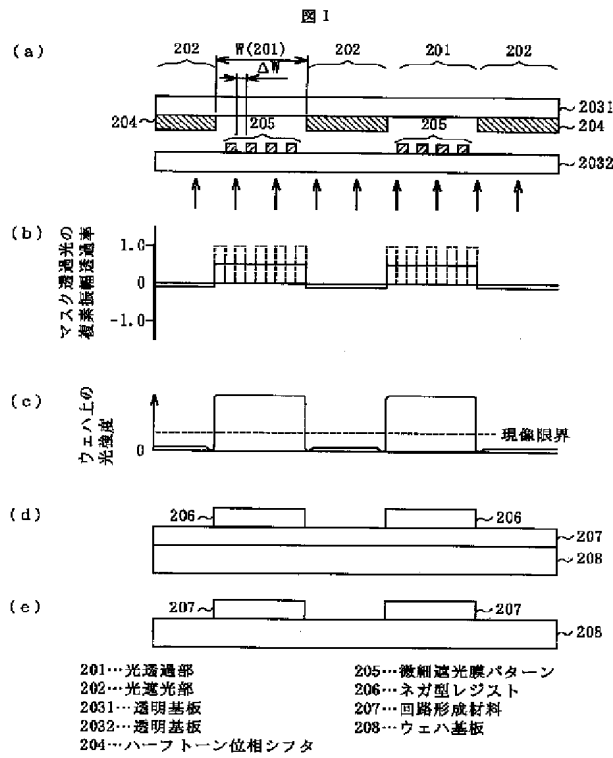 図1
(a)
202 W(201) 202 201 202
ΔW
2031
204 205 205 204
2032
(b)
マスク透過光の
複素振幅透過率
1.0
0
-1.0
(c)
ウェハ上の
光強度
現像限界
0
(d)
206 206
207
208
(e)
207 207
208
201…光透過部
202…光遮光部
2031…透明基板
2032…透明基板
204…ハーフトーン位相シフタ
205…微細遮光膜パターン
206…ネガ型レジスト
207…回路形成材料
208…ウェハ基板